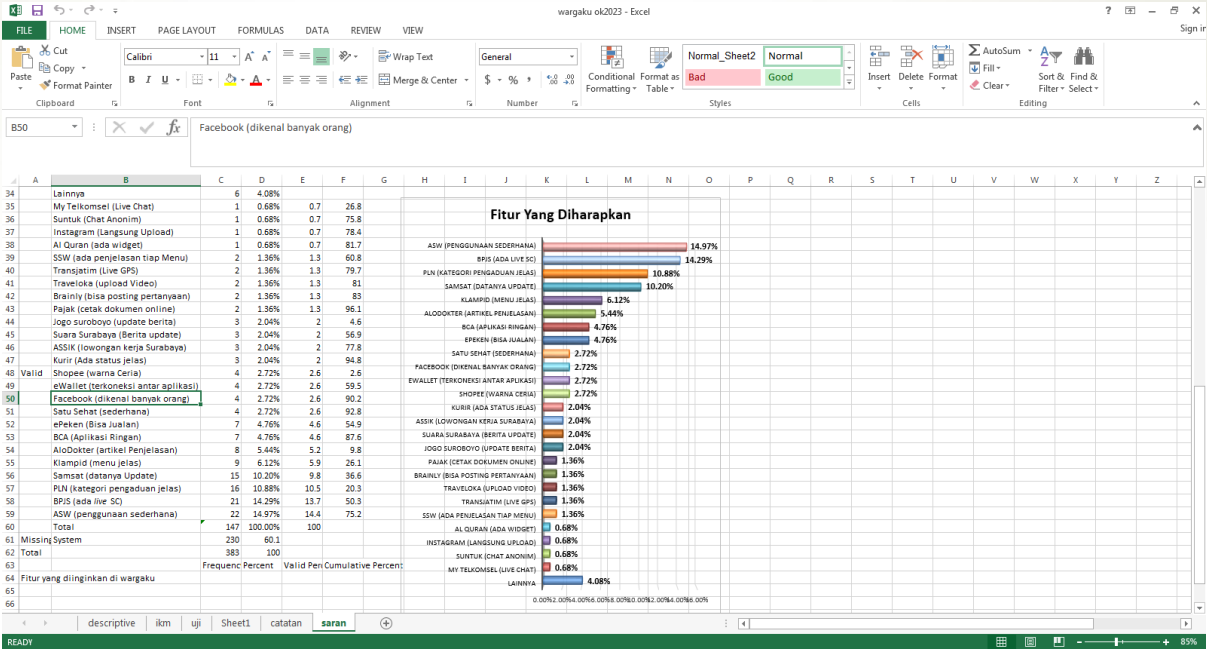 wargaku ok2023 - Excel
Sign in
FILE HOME INSERT PAGE LAYOUT FORMULAS DATA REVIEW VIEW
Paste
Cut
Copy
Format Painter
Clipboard
Calibri 11
B I U
Font
Wrap Text
Merge & Center
Alignment
General
$ % ,
Number
Conditional Formatting
Format as Table
Normal_Sheet2 Normal
Bad Good
Styles
Insert Delete Format
Cells
AutoSum
Fill
Clear
Sort & Filter
Find & Select
Editing
B50 fx Facebook (dikenal banyak orang)
A B C D E F G H I J K L M N O P Q R S T U V W X Y Z
34 Lainnya 6 4.08%
35 My Telkomsel (Live Chat) 1 0.68% 0.7 26.8
36 Suntuk (Chat Anonim) 1 0.68% 0.7 75.8
37 Instagram (Langsung Upload) 1 0.68% 0.7 78.4
38 Al Quran (ada widget) 1 0.68% 0.7 81.7
39 SSW (ada penjelasan tiap Menu) 2 1.36% 1.3 60.8
40 Transjatim (Live GPS) 2 1.36% 1.3 79.7
41 Traveloka (upload Video) 2 1.36% 1.3 81
42 Brainly (bisa posting pertanyaan) 2 1.36% 1.3 83
43 Pajak (cetak dokumen online) 2 1.36% 1.3 96.1
44 Jogo suroboyo (update berita) 3 2.04% 2 4.6
45 Suara Surabaya (Berita update) 3 2.04% 2 56.9
46 ASSIK (lowongan kerja Surabaya) 3 2.04% 2 77.8
47 Kurir (Ada status jelas) 3 2.04% 2 94.8
48 Valid Shopee (warna Ceria) 4 2.72% 2.6 2.6
49 eWallet (terkoneksi antar aplikasi) 4 2.72% 2.6 59.5
50 Facebook (dikenal banyak orang) 4 2.72% 2.6 90.2
51 Satu Sehat (sederhana) 4 2.72% 2.6 92.8
52 ePeken (Bisa Jualan) 7 4.76% 4.6 54.9
53 BCA (Aplikasi Ringan) 7 4.76% 4.6 87.6
54 AloDokter (artikel Penjelasan) 8 5.44% 5.2 9.8
55 Klampid (menu jelas) 9 6.12% 5.9 26.1
56 Samsat (datanya Update) 15 10.20% 9.8 36.6
57 PLN (kategori pengaduan jelas) 16 10.88% 10.5 20.3
58 BPJS (ada live SC) 21 14.29% 13.7 50.3
59 ASW (penggunaan sederhana) 22 14.97% 14.4 75.2
60 Total 147 100.00% 100
61 Missing System 230 60.1
62 Total 383 100
63 Frequenc Percent Valid Per Cumulative Percent
64 Fitur yang diinginkan di wargaku
65
66
Fitur Yang Diharapkan
ASW (PENGGUNAAN SEDERHANA) 14.97%
BPJS (ADA LIVE SC) 14.29%
PLN (KATEGORI PENGADUAN JELAS) 10.88%
SAMSAT (DATANYA UPDATE) 10.20%
KLAMPID (MENU JELAS) 6.12%
ALODOKTER (ARTIKEL PENJELASAN) 5.44%
BCA (APLIKASI RINGAN) 4.76%
EPEKEN (BISA JUALAN) 4.76%
SATU SEHAT (SEDERHANA) 2.72%
FACEBOOK (DIKENAL BANYAK ORANG) 2.72%
EWALLET (TERKONEKSI ANTAR APLIKASI) 2.72%
SHOPEE (WARNA CERIA) 2.72%
KURIR (ADA STATUS JELAS) 2.04%
ASSIK (LOWONGAN KERJA SURABAYA) 2.04%
SUARA SURABAYA (BERITA UPDATE) 2.04%
JOGO SUROBOYO (UPDATE BERITA) 2.04%
PAJAK (CETAK DOKUMEN ONLINE) 1.36%
BRAINLY (BISA POSTING PERTANYAAN) 1.36%
TRAVELOKA (UPLOAD VIDEO) 1.36%
TRANSJATIM (LIVE GPS) 1.36%
SSW (ADA PENJELASAN TIAP MENU) 1.36%
AL QURAN (ADA WIDGET) 0.68%
INSTAGRAM (LANGSUNG UPLOAD) 0.68%
SUNTUK (CHAT ANONIM) 0.68%
MY TELKOMSEL (LIVE CHAT) 0.68%
LAINNYA 4.08%
descriptive ikm uji Sheet1 catatan saran
READY
85%